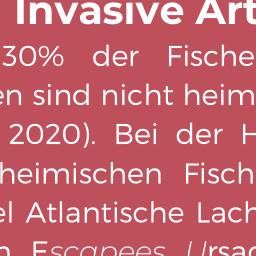 Invasive Art
30% der Fische
en sind nicht heim
2020). Bei der H
heimischen Fisch
el Atlantische Lach
n Escapees Ursac